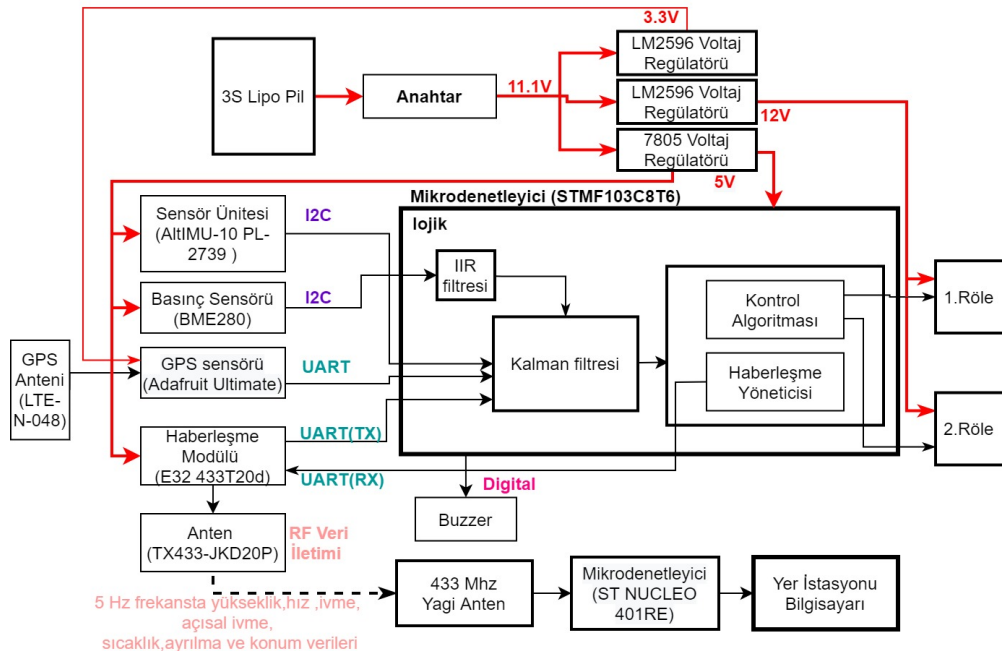 3.3V
3S Lipo Pil
Anahtar
11.1V
LM2596 Voltaj
Regülatörü
LM2596 Voltaj
Regülatörü
12V
7805 Voltaj
Regülatörü
5V
Mikrodenetleyici (STMF103C8T6)
lojik
Sensör Ünitesi
(AltIMU-10 PL-
2739 )
I2C
IIR
filtresi
Basınç Sensörü
(BME280)
I2C
Kontrol
Algoritması
1.Röle
GPS
Anteni
(LTE-
N-048)
GPS sensörü
(Adafruit Ultimate)
UART
Kalman filtresi
Haberleşme
Yöneticisi
2.Röle
Haberleşme
Modülü
(E32 433T20d)
UART(TX)
UART(RX)
Digital
Buzzer
Anten
(TX433-JKD20P)
RF Veri
İletimi
5 Hz frekansta yükseklik,hız ,ivme,
açısal ivme,
sıcaklık,ayrılma ve konum verileri
433 Mhz
Yagi Anten
Mikrodenetleyici
(ST NUCLEO
401RE)
Yer İstasyonu
Bilgisayarı